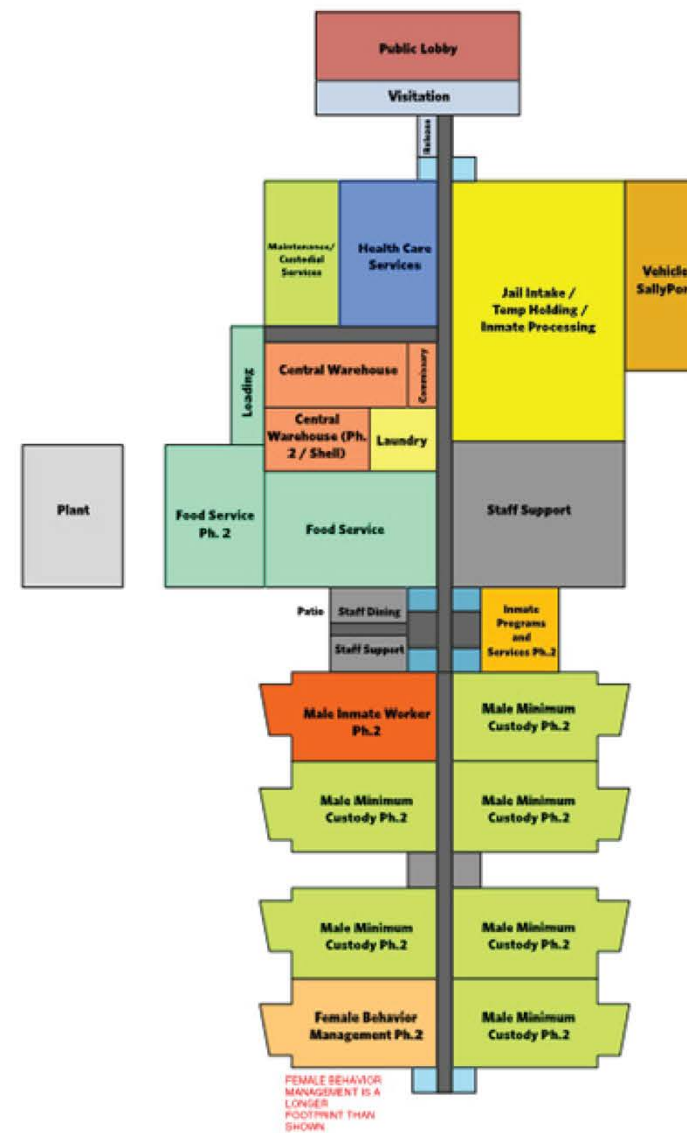 Public Lobby
Visitation
Release
Maintenance/
Custodial
Services
Health Care
Services
Jail Intake /
Temp Holding /
Inmate Processing
Vehicle
Loading
Central Warehouse
Commissary
Central
Warehouse (Ph.
2 / Shell)
Laundry
Plant
Food Service
Ph. 2
Food Service
Staff Support
Patio
Staff Dining
Staff Support
Inmate
Programs
and
Services Ph.2
Male Inmate Worker
Ph.2
Male Minimum
Custody Ph.2
Male Minimum
Custody Ph.2
Male Minimum
Custody Ph.2
Male Minimum
Custody Ph.2
Male Minimum
Custody Ph.2
Female Behavior
Management Ph.2
Male Minimum
Custody Ph.2
FEMALE BEHAVIOR
MANAGEMENT IS A
LONGER
FOOTPRINT THAN
SHOWN